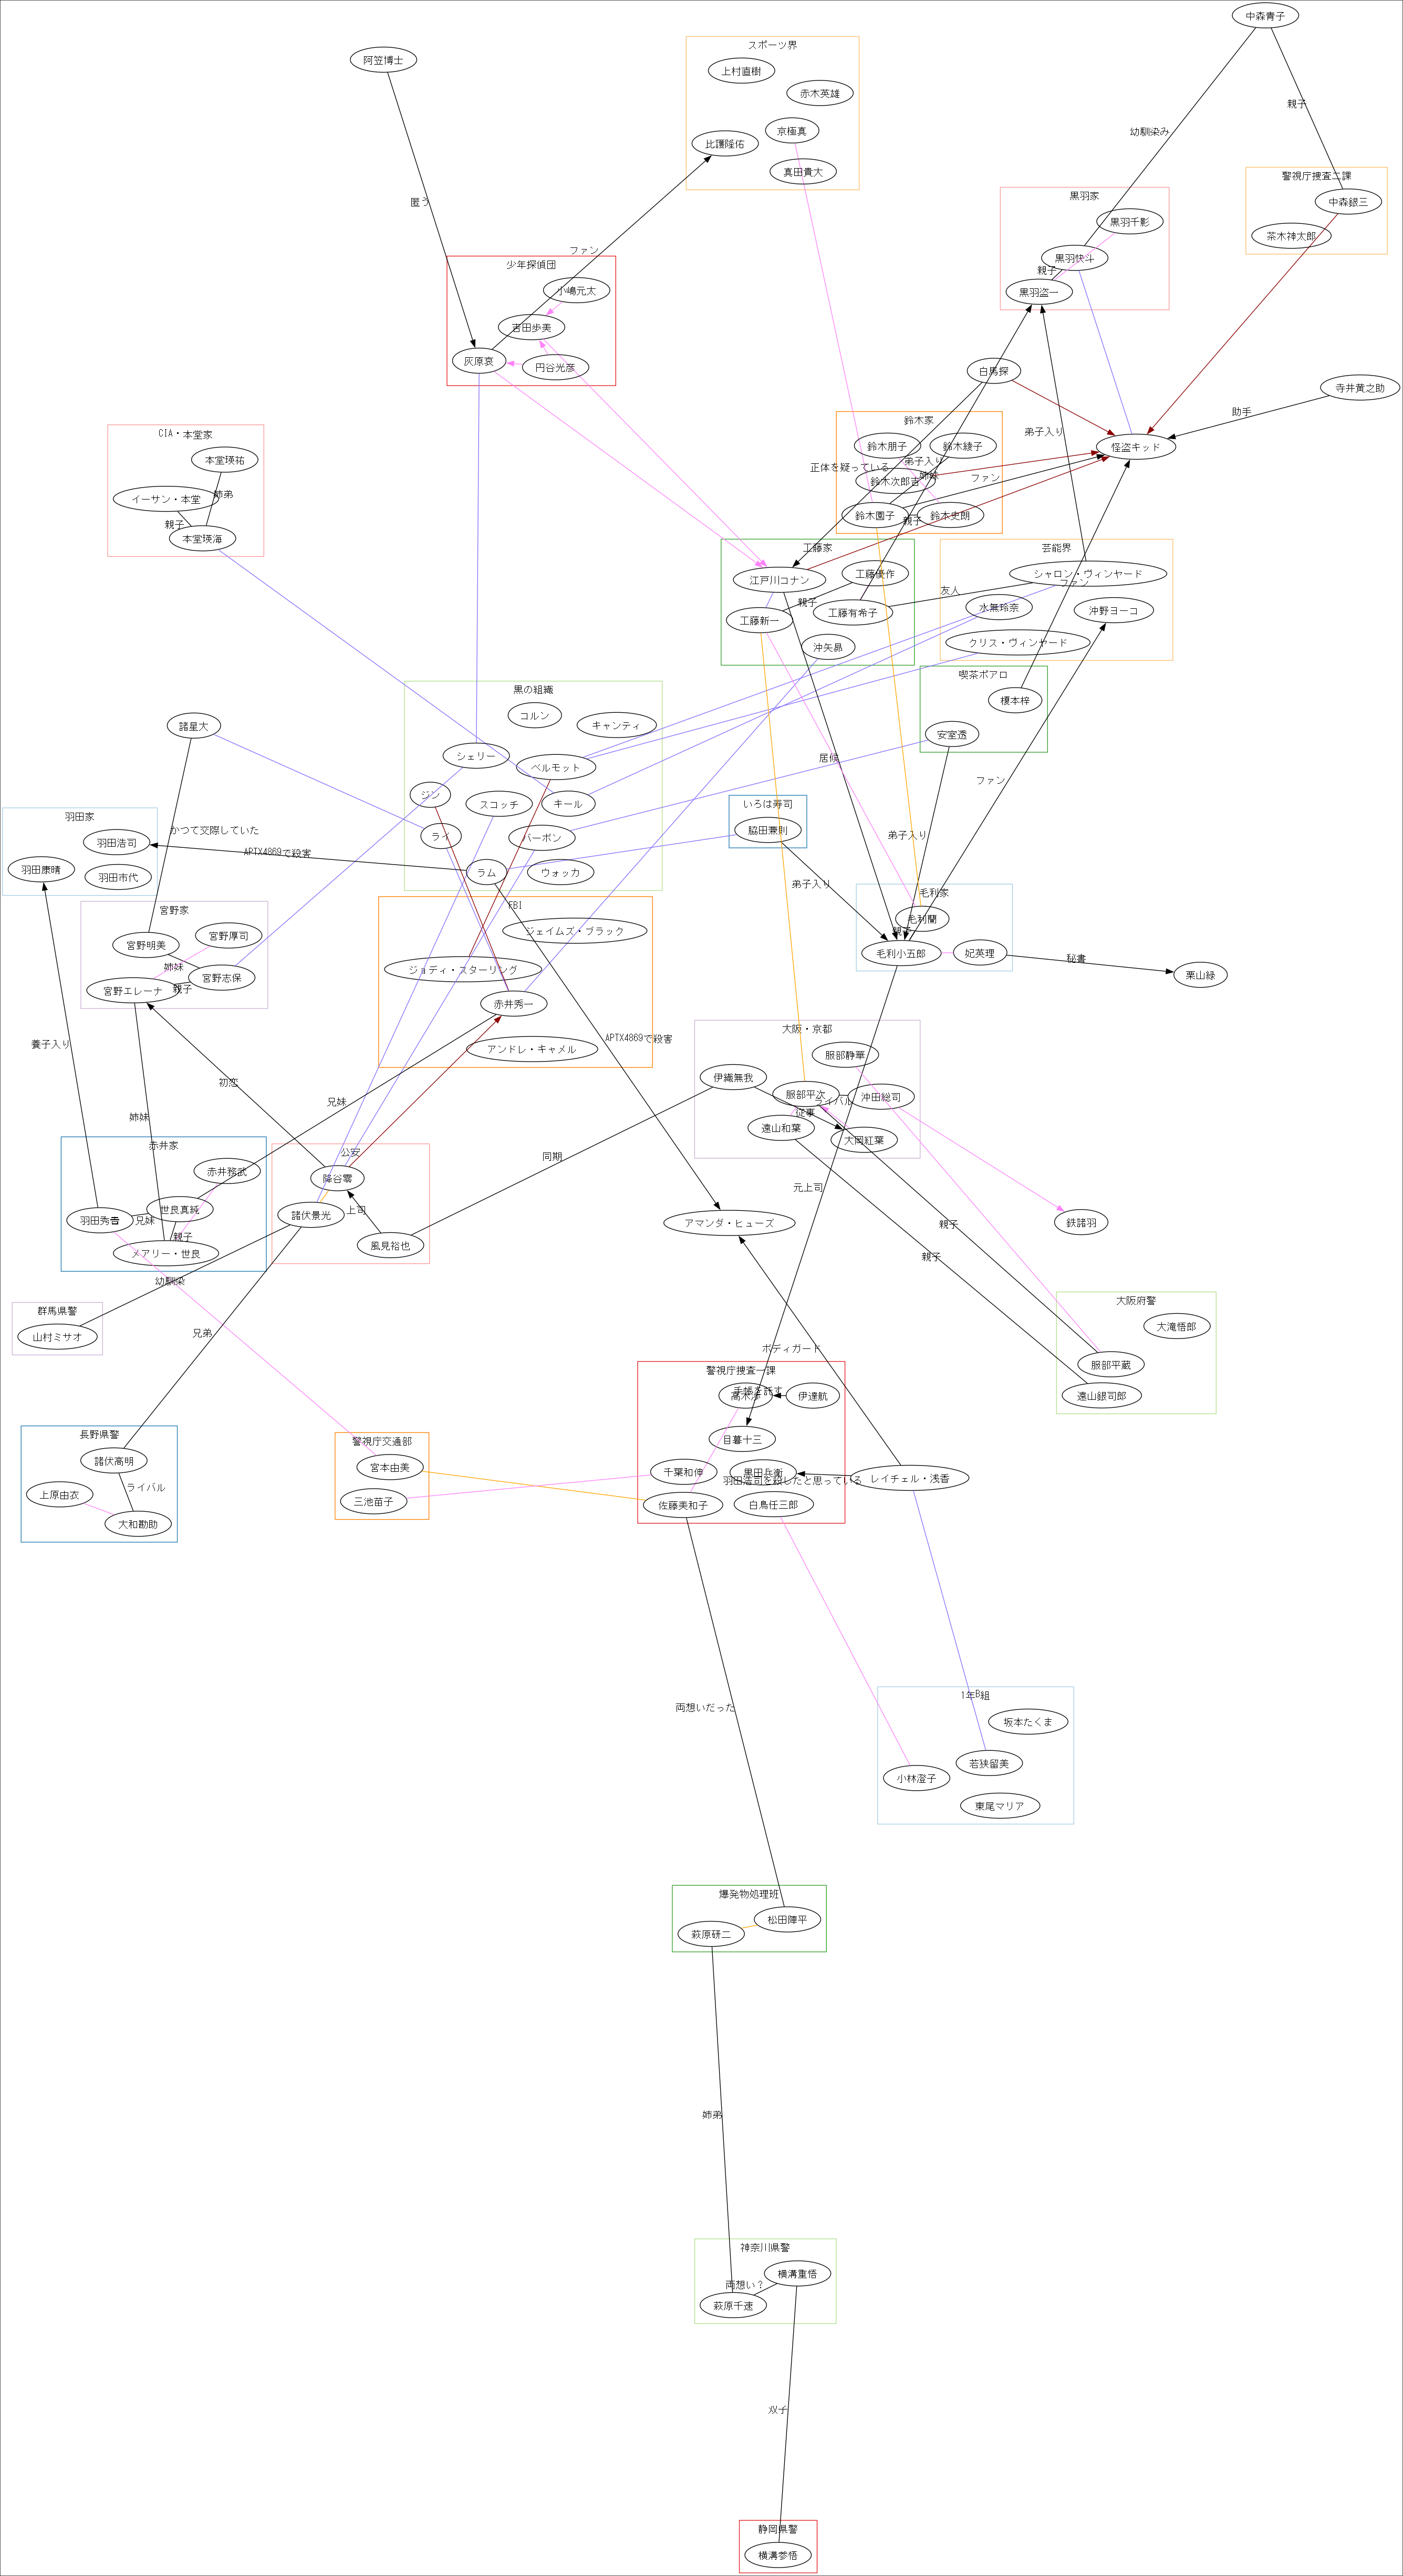 中森青子
阿笠博士
スポーツ界
上村直樹
赤木英雄
親子
京極真
幼馴染み
比護隆佑
真田貴大
警視庁捜査二課
黒羽家
中森銀三
匿う
黒羽千影
茶木神太郎
ファン
黒羽快斗
少年探偵団
親子
小嶋元太
黒羽盗一
吉田歩美
灰原哀
円谷光彦
白馬探
寺井黄之助
助手
鈴木家
CIA・本堂家
弟子入り
鈴木朋子
鈴木綾子
怪盗キッド
本堂瑛祐
弟子入り
正体を疑っている
姉妹
ファン
鈴木次郎吉
姉弟
イーサン・本堂
鈴木園子
親子
鈴木史朗
親子
本堂瑛海
工藤家
芸能界
江戸川コナン
工藤優作
シャロン・ヴィンヤード
ファン
友人
親子
工藤新一
工藤有希子
水無玲奈
沖野ヨーコ
沖矢昴
クリス・ヴィンヤード
喫茶ポアロ
黒の組織
榎本梓
コルン
諸星大
キャンティ
安室透
シェリー
居候
ベルモット
ファン
ジン
スコッチ
キール
いろは寿司
羽田家
かつて交際していた
ライ
バーボン
脇田兼則
弟子入り
羽田浩司
APTX4869で殺害
羽田康晴
羽田市代
ラム
ウォッカ
弟子入り
毛利家
FBI
宮野家
毛利蘭
ジェイムズ・ブラック
親子
宮野厚司
宮野明美
毛利小五郎
妃英理
秘書
姉妹
ジョディ・スターリング
栗山緑
宮野志保
親子
宮野エレーナ
赤井秀一
大阪・京都
養子入り
APTX4869で殺害
アンドレ・キャメル
服部静華
初恋
伊織無我
服部平次
沖田総司
兄妹
ライバル
従事
姉妹
遠山和葉
大岡紅葉
赤井家
公安
同期
赤井務武
降谷零
元上司
世良真純
上司
諸伏景光
羽田秀𠮷
兄妹
アマンダ・ヒューズ
鉄諸羽
親子
親子
風見裕也
メアリー・世良
親子
幼馴染
大阪府警
群馬県警
大滝悟郎
兄弟
山村ミサオ
ボディガード
服部平蔵
警視庁捜査一課
遠山銀司郎
手帳を託す
高木渉
伊達航
長野県警
警視庁交通部
目暮十三
諸伏高明
宮本由美
千葉和伸
黒田兵衛
レイチェル・浅香
羽田浩司を殺したと思っている
ライバル
上原由衣
三池苗子
佐藤美和子
白鳥任三郎
大和勘助
1年B組
両想いだった
坂本たくま
若狭留美
小林澄子
東尾マリア
爆発物処理班
松田陣平
萩原研二
姉弟
神奈川県警
横溝重悟
両想い？
萩原千速
双子
静岡県警
横溝参悟